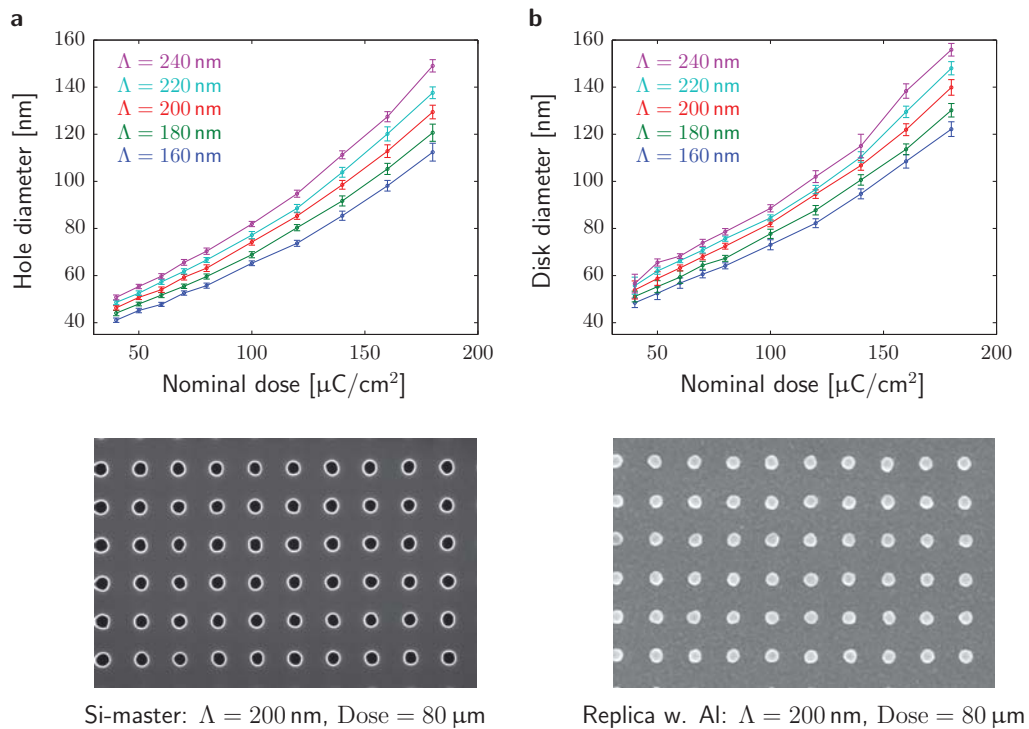 a
160
140
120
100
80
60
40
50
100
150
200
Hole diameter [nm]
Nominal dose [μC/cm²]
Λ = 240 nm
Λ = 220 nm
Λ = 200 nm
Λ = 180 nm
Λ = 160 nm
b
160
140
120
100
80
60
40
50
100
150
200
Disk diameter [nm]
Nominal dose [μC/cm²]
Λ = 240 nm
Λ = 220 nm
Λ = 200 nm
Λ = 180 nm
Λ = 160 nm
Si-master: Λ = 200 nm, Dose = 80 μm
Replica w. Al: Λ = 200 nm, Dose = 80 μm